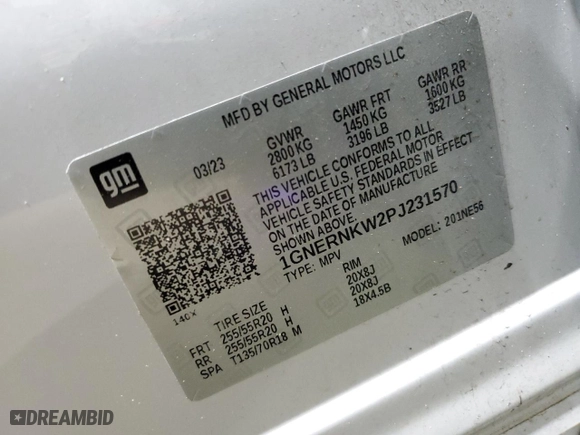 MFD BY GENERAL MOTORS LLC
gm
03/23 GVWR GAWR FRT GAWR RR
2800 KG 1450 KG 1600 KG
6173 LB 3196 LB 3527 LB
THIS VEHICLE CONFORMS TO ALL
APPLICABLE U.S. FEDERAL MOTOR
VEHICLE SAFETY STANDARDS IN EFFECT
ON THE DATE OF MANUFACTURE
SHOWN ABOVE.
1GNERNKW2PJ231570
TYPE: MPV MODEL: 201NE56
140X
TIRE SIZE RIM
FRT 255/55R20 H 20X8J
RR 255/55R20 H 20X8J
SPA T135/70R18 M 18X4.5B
DREAMBID